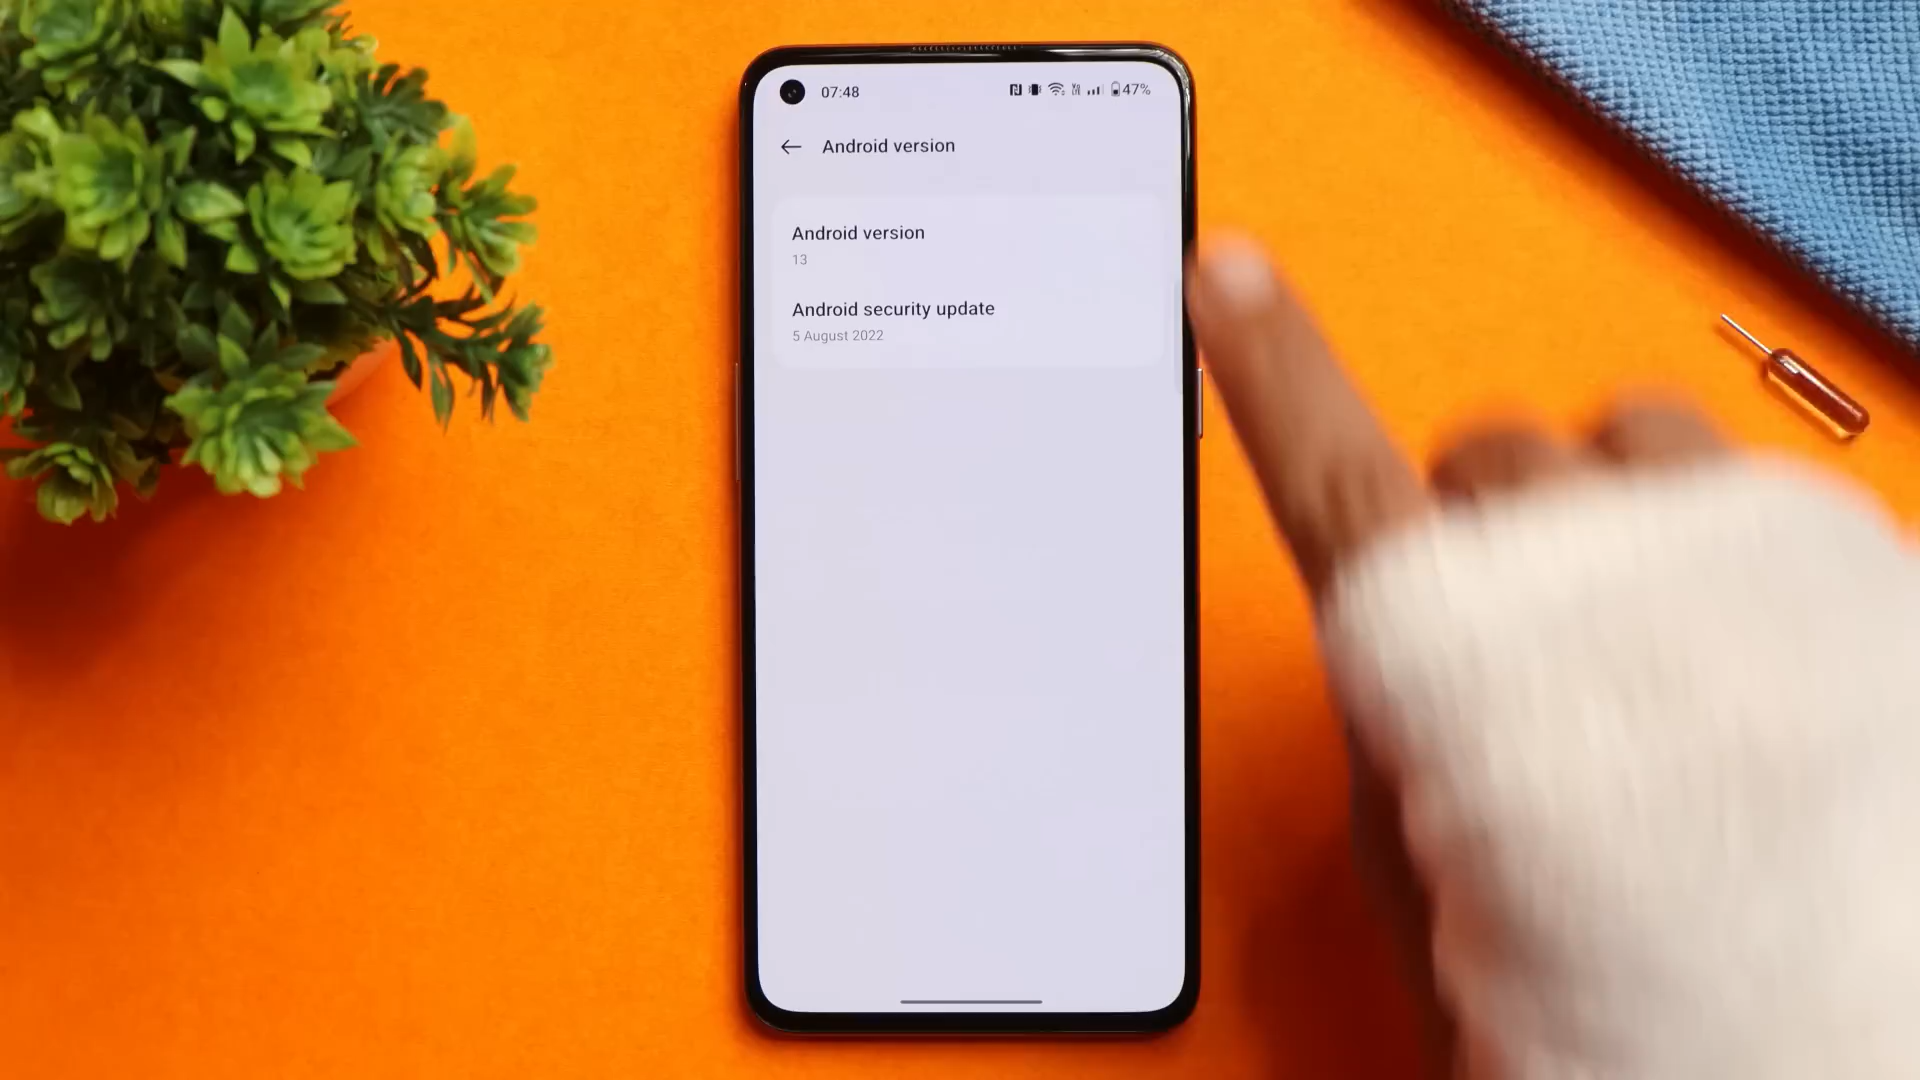 07:48 47%
Android version
Android version
13
Android security update
5 August 2022